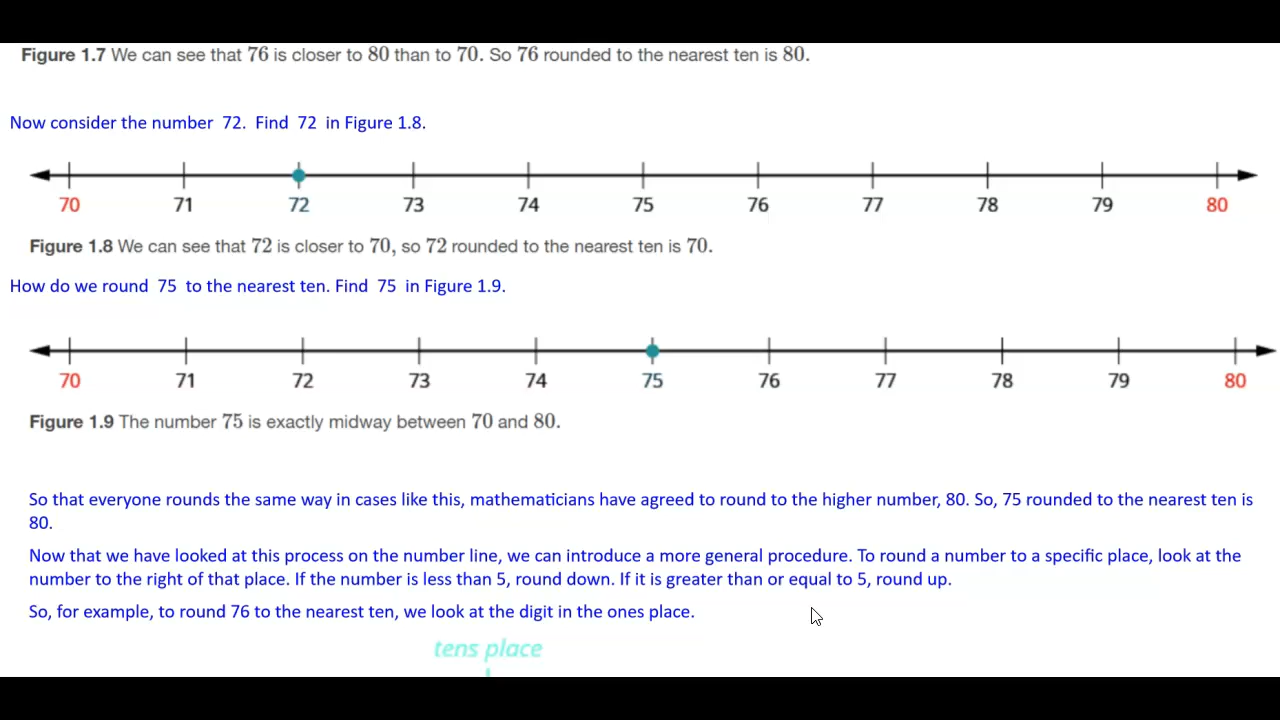 Figure 1.7 We can see that 76 is closer to 80 than to 70. So 76 rounded to the nearest ten is 80.
Now consider the number 72. Find 72 in Figure 1.8.
70 71 72 73 74 75 76 77 78 79 80
Figure 1.8 We can see that 72 is closer to 70, so 72 rounded to the nearest ten is 70.
How do we round 75 to the nearest ten. Find 75 in Figure 1.9.
70 71 72 73 74 75 76 77 78 79 80
Figure 1.9 The number 75 is exactly midway between 70 and 80.
So that everyone rounds the same way in cases like this, mathematicians have agreed to round to the higher number, 80. So, 75 rounded to the nearest ten is
80.
Now that we have looked at this process on the number line, we can introduce a more general procedure. To round a number to a specific place, look at the
number to the right of that place. If the number is less than 5, round down. If it is greater than or equal to 5, round up.
So, for example, to round 76 to the nearest ten, we look at the digit in the ones place.
tens place